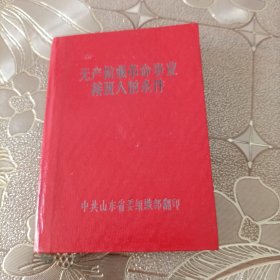 无产阶级革命事业
接班人的条件
中共山东省委组织部翻印